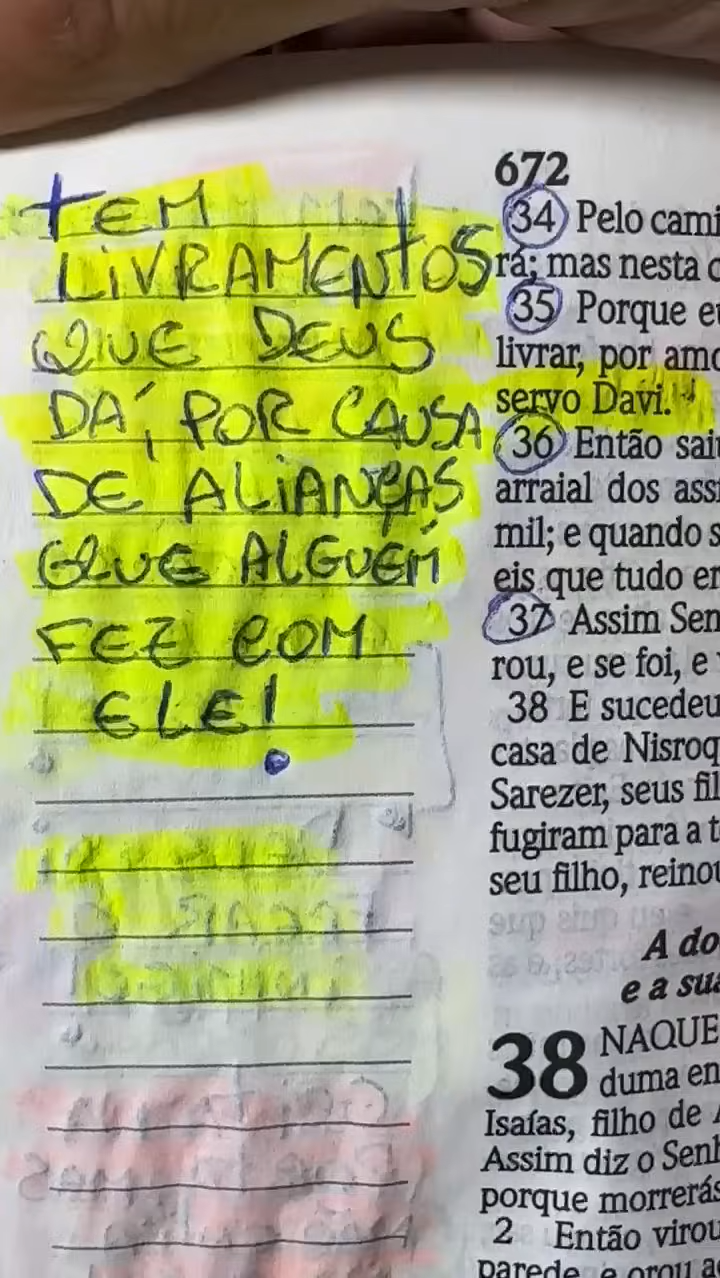 TEM
LIVRAMENTOS
QUE DEUS
DÁ, POR CAUSA
DE ALIANÇAS
QUE ALGUÉM
FEZ COM
ELE!
672
34 Pelo cami
rá; mas nesta c
35 Porque e
livrar, por amo
servo Davi.
36 Então sai
arraial dos ass
mil; e quando s
eis que tudo er
37 Assim Sen
rou, e se foi, e
38 E sucedeu
casa de Nisroq
Sarezer, seus fil
fugiram para a t
seu filho, reinou
A do
e a sua
38 NAQUE
duma en
Isaías, filho de
Assim diz o Senh
porque morrerás
2 Então virou
parede, e orou a